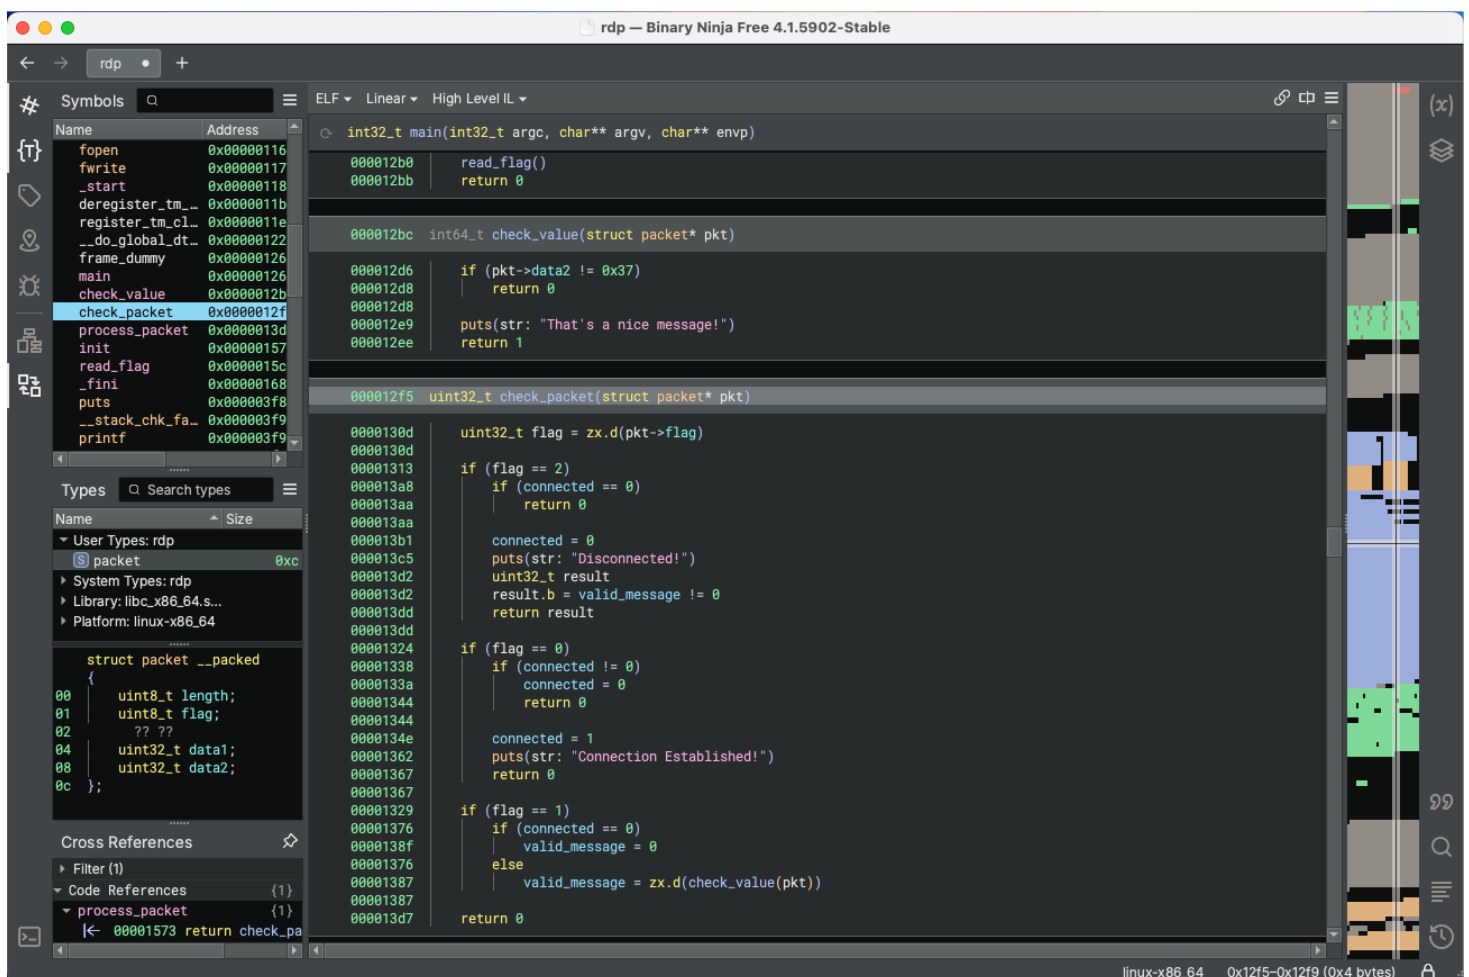 rdp — Binary Ninja Free 4.1.5902-Stable
rdp
Symbols
ELF Linear High Level IL
Name Address
fopen 0x00000116
fwrite 0x00000117
_start 0x00000118
deregister_tm_… 0x0000011b
register_tm_cl… 0x0000011e
__do_global_dt… 0x00000122
frame_dummy 0x00000126
main 0x00000126
check_value 0x0000012b
check_packet 0x0000012f
process_packet 0x0000013d
init 0x00000157
read_flag 0x0000015c
_fini 0x00000168
puts 0x000003f8
__stack_chk_fa… 0x000003f9
printf 0x000003f9
Types Search types
Name Size
User Types: rdp
S packet 0xc
System Types: rdp
Library: libc_x86_64.s...
Platform: linux-x86_64
struct packet __packed
{
00 uint8_t length;
01 uint8_t flag;
02 ?? ??
04 uint32_t data1;
08 uint32_t data2;
0c };
Cross References
Filter (1)
Code References {1}
process_packet {1}
00001573 return check_pa
int32_t main(int32_t argc, char** argv, char** envp)
000012b0 read_flag()
000012bb return 0
000012bc int64_t check_value(struct packet* pkt)
000012d6 if (pkt->data2 != 0x37)
000012d8 return 0
000012d8
000012e9 puts(str: "That's a nice message!")
000012ee return 1
000012f5 uint32_t check_packet(struct packet* pkt)
0000130d uint32_t flag = zx.d(pkt->flag)
0000130d
00001313 if (flag == 2)
000013a8 if (connected == 0)
000013aa return 0
000013aa
000013b1 connected = 0
000013c5 puts(str: "Disconnected!")
000013d2 uint32_t result
000013d2 result.b = valid_message != 0
000013dd return result
000013dd
00001324 if (flag == 0)
00001338 if (connected != 0)
0000133a connected = 0
00001344 return 0
00001344
0000134e connected = 1
00001362 puts(str: "Connection Established!")
00001367 return 0
00001367
00001329 if (flag == 1)
00001376 if (connected == 0)
0000138f valid_message = 0
00001376 else
00001387 valid_message = zx.d(check_value(pkt))
00001387
000013d7 return 0
linux-x86_64 0x12f5–0x12f9 (0x4 bytes)